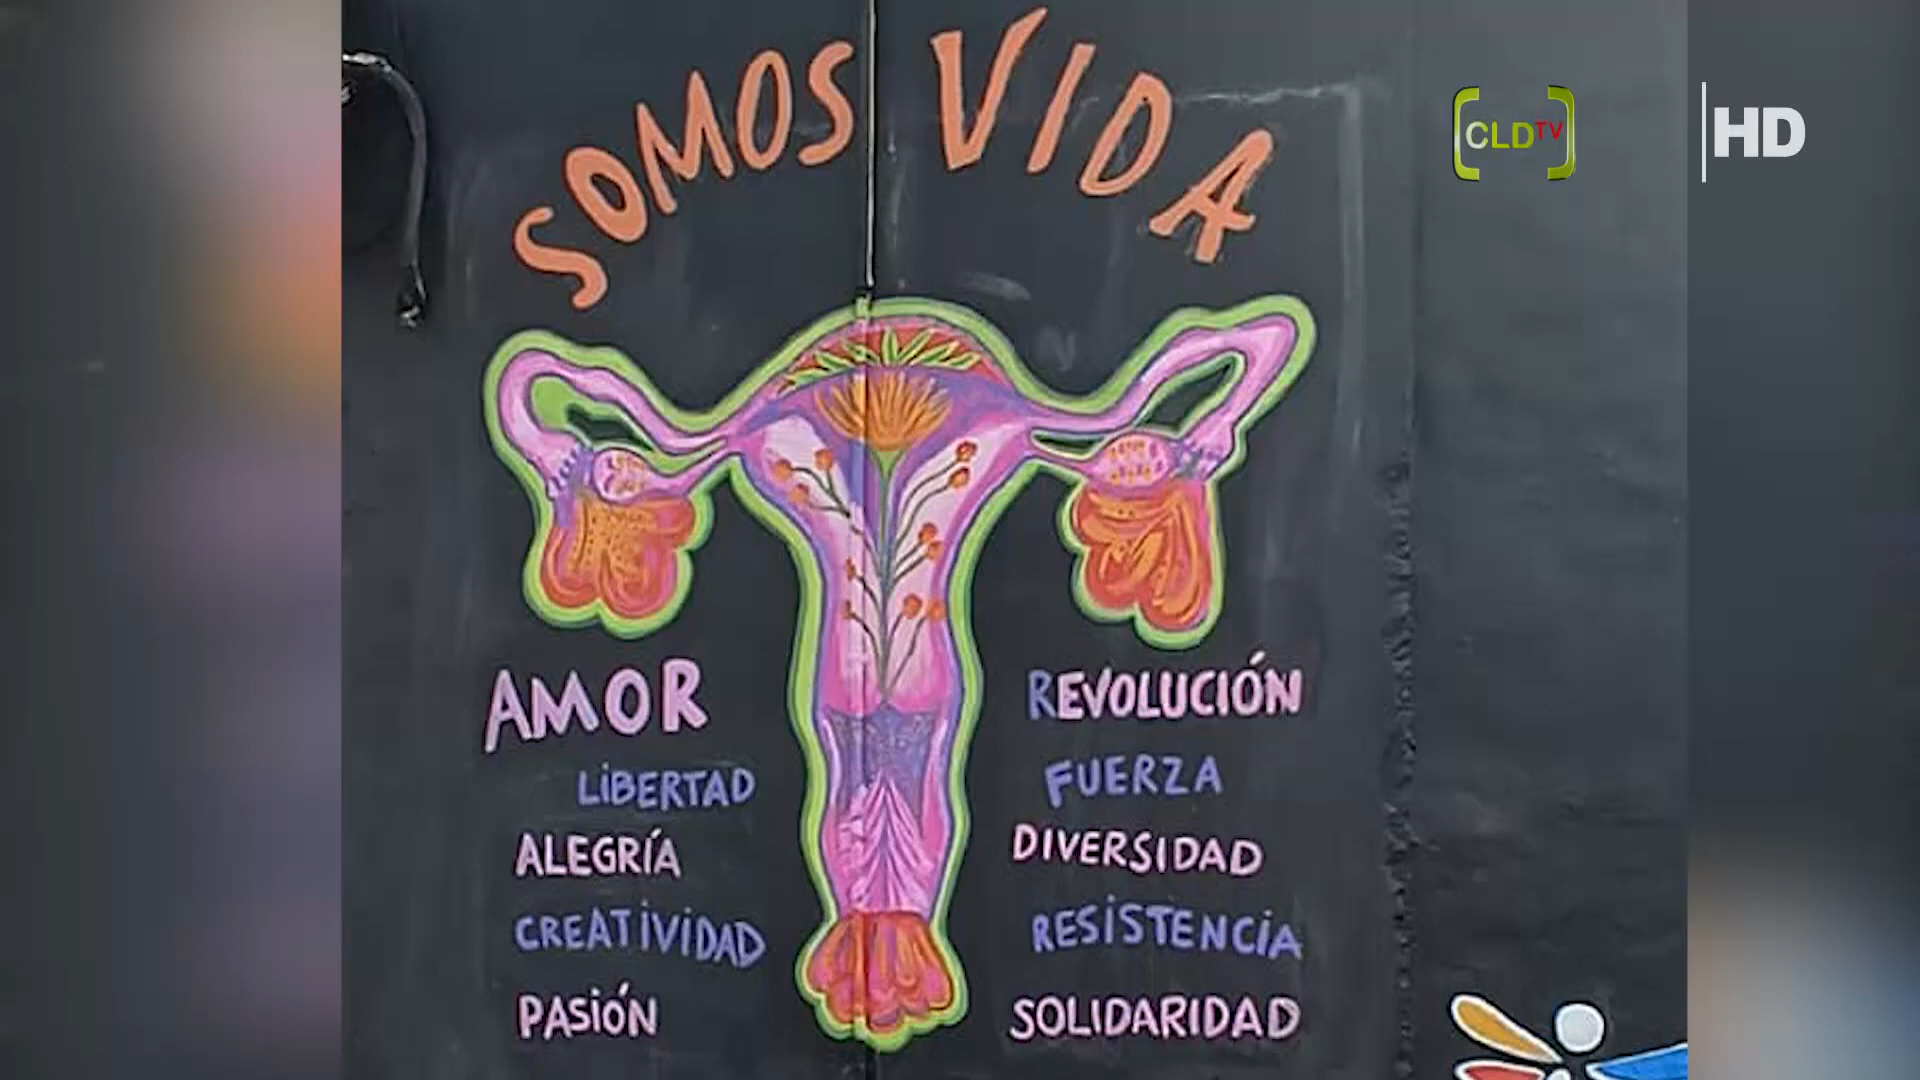 SOMOS VIDA
CLDTV
HD
AMOR
LIBERTAD
ALEGRÍA
CREATIVIDAD
PASIÓN
REVOLUCIÓN
FUERZA
DIVERSIDAD
RESISTENCIA
SOLIDARIDAD